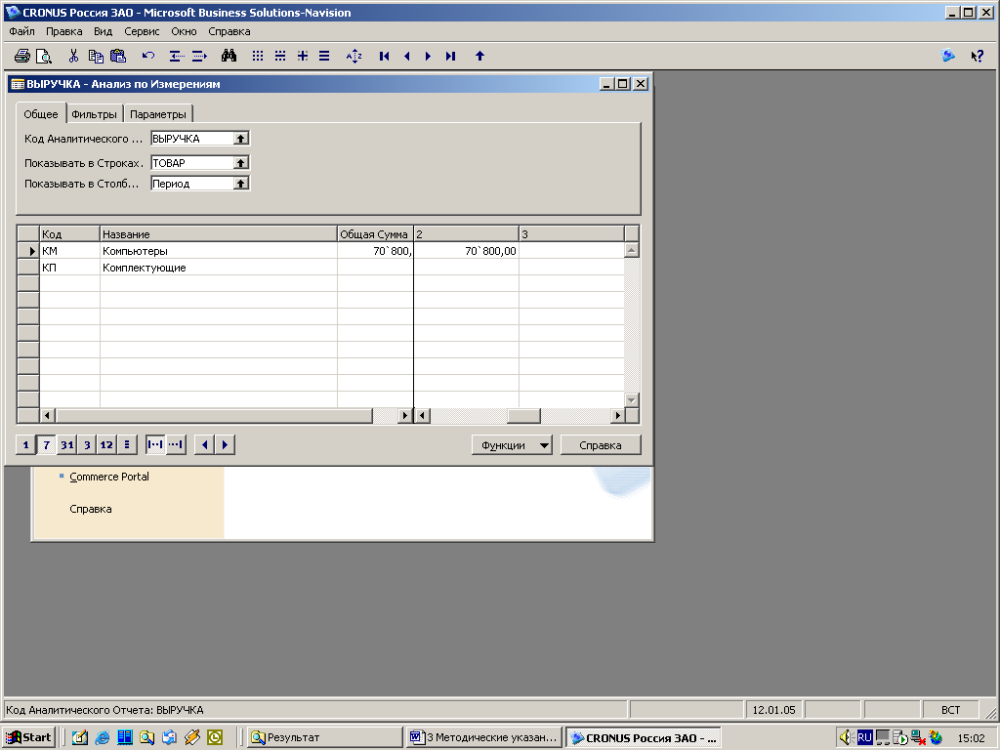 CRONUS Россия ЗАО - Microsoft Business Solutions-Navision
Файл Правка Вид Сервис Окно Справка
ВЫРУЧКА - Анализ по Измерениям
Общее Фильтры Параметры
Код Аналитического ... ВЫРУЧКА
Показывать в Строках. ТОВАР
Показывать в Столб... Период
Код Название Общая Сумма 2 3
КМ Компьютеры 70`800, 70`800,00
КП Комплектующие
1 7 31 3 12 Функции Справка
Commerce Portal
Справка
Код Аналитического Отчета: ВЫРУЧКА 12.01.05 ВСТ
Start Результат 3 Методические указан... CRONUS Россия ЗАО - ... RU 15:02